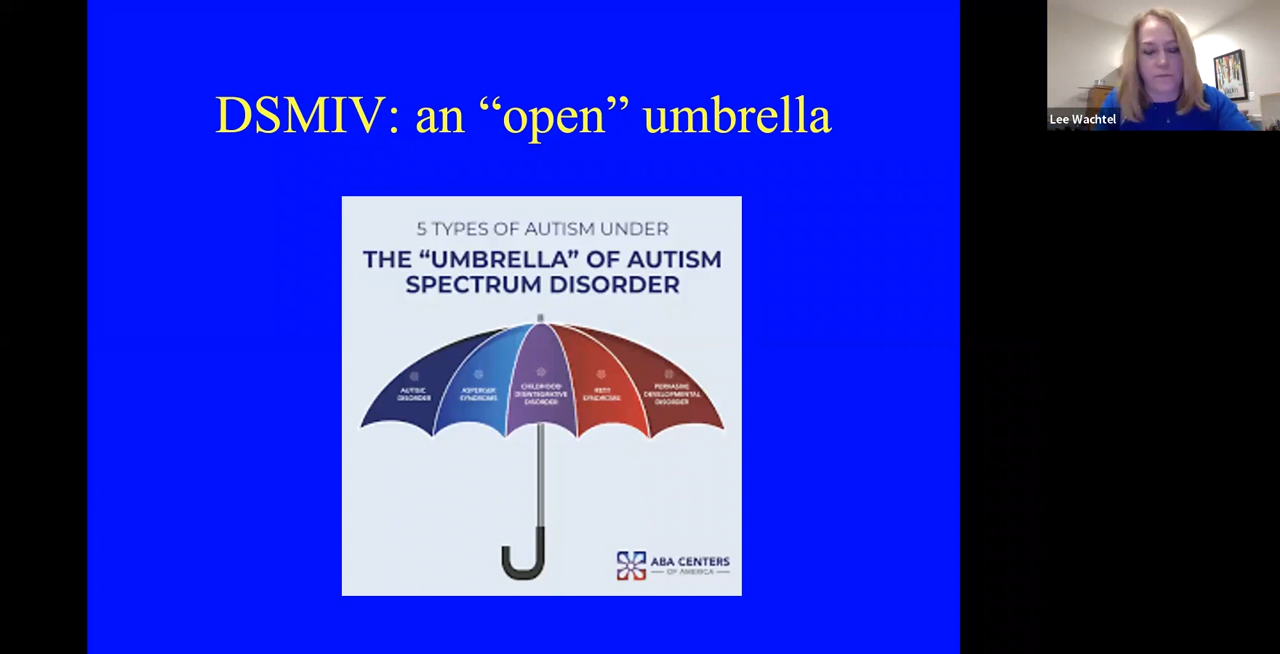 DSMIV: an “open” umbrella
5 TYPES OF AUTISM UNDER
THE “UMBRELLA” OF AUTISM
SPECTRUM DISORDER
AUTISTIC
DISORDER
ASPERGER
SYNDROME
CHILDHOOD
DISINTEGRATIVE
DISORDER
RETT
SYNDROME
PERVASIVE
DEVELOPMENTAL
DISORDER
ABA CENTERS
OF AMERICA
Lee Wachtel